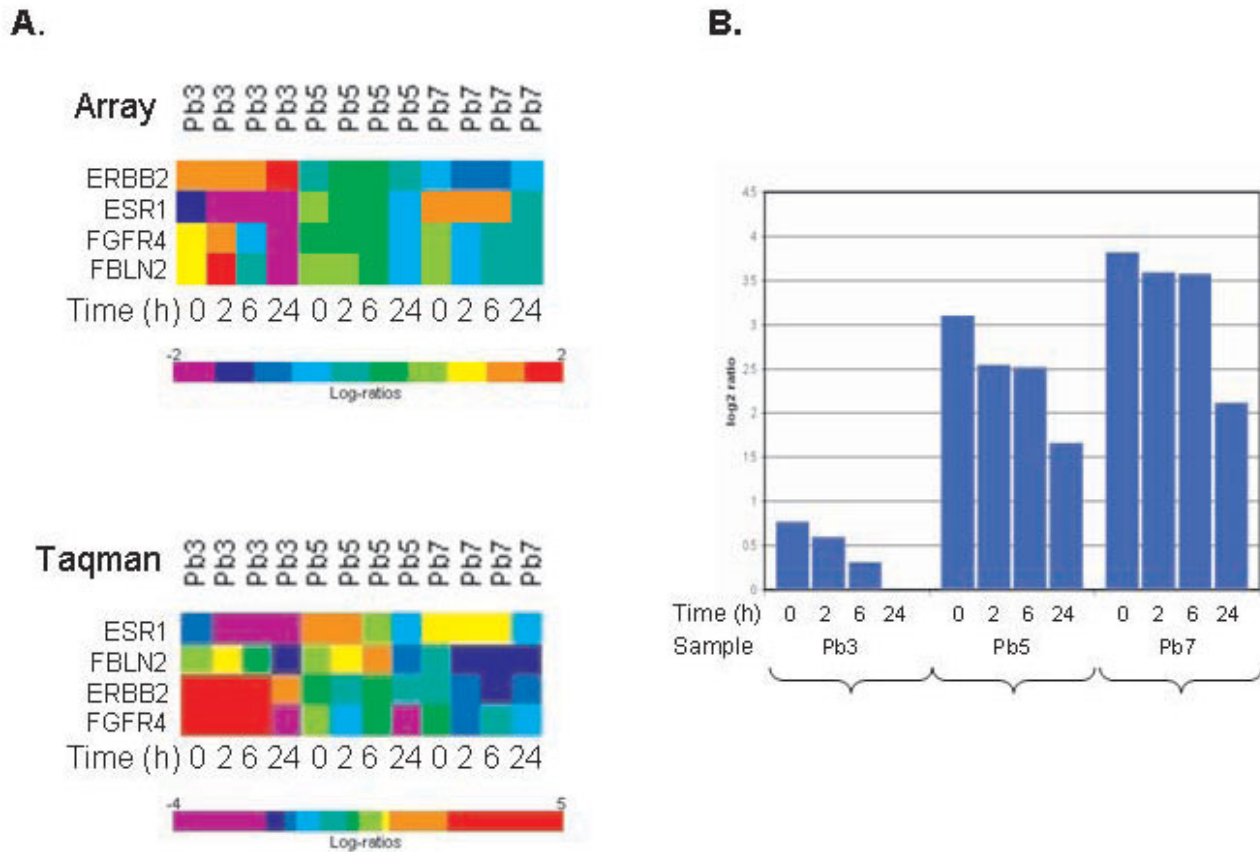 A.
Array
Pb3 Pb3 Pb3 Pb3 Pb5 Pb5 Pb5 Pb5 Pb7 Pb7 Pb7 Pb7
ERBB2
ESR1
FGFR4
FBLN2
Time (h) 0 2 6 24 0 2 6 24 0 2 6 24
-2 2
Log-ratios
Taqman
Pb3 Pb3 Pb3 Pb3 Pb5 Pb5 Pb5 Pb5 Pb7 Pb7 Pb7 Pb7
ESR1
FBLN2
ERBB2
FGFR4
Time (h) 0 2 6 24 0 2 6 24 0 2 6 24
-4 5
Log-ratios
B.
log2 ratio
4.5
4
3.5
3
2.5
2
1.5
1
0.5
0
Time (h) 0 2 6 24 0 2 6 24 0 2 6 24
Sample Pb3 Pb5 Pb7